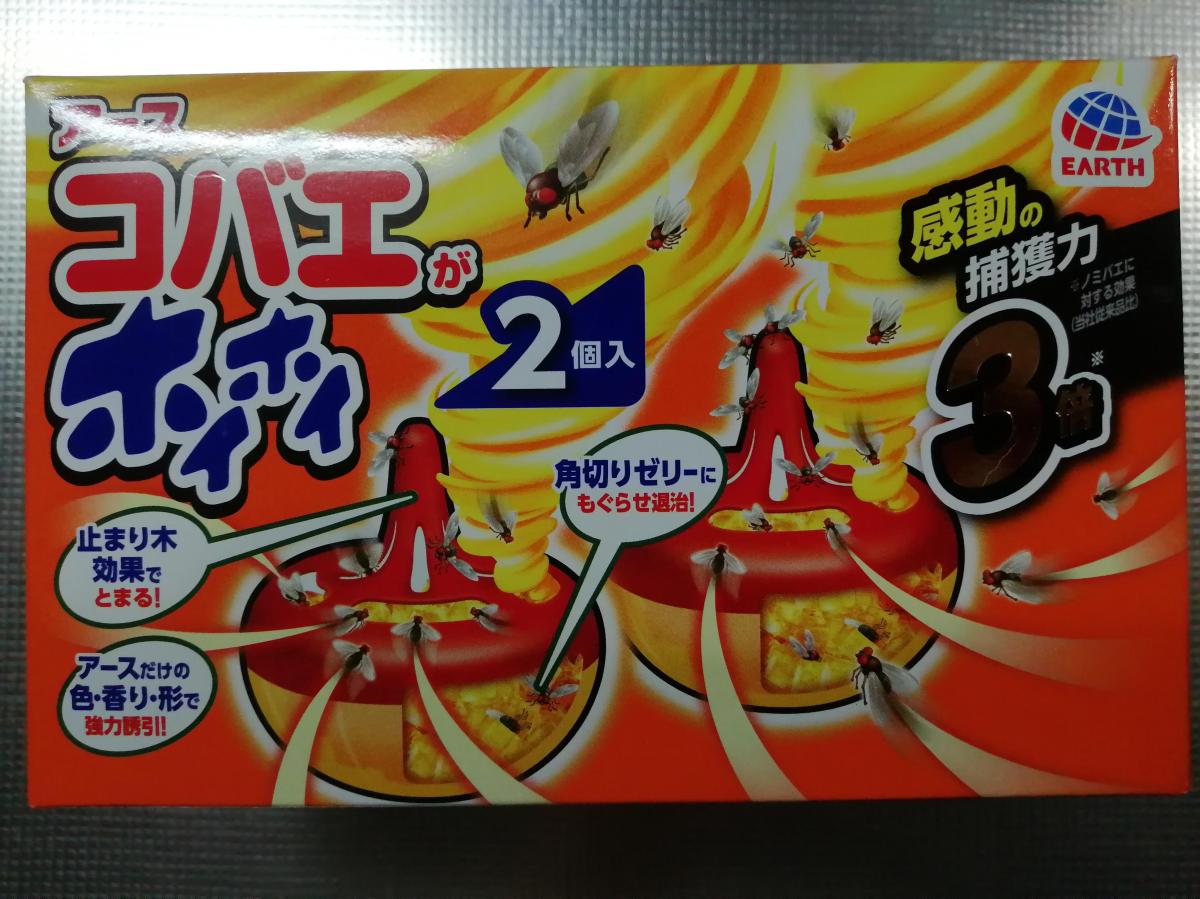 アース
コバエが
ホイホイ
2個入
EARTH
感動の
捕獲力
※ノミバエに
対する効果
(当社従来品比)
3倍※
角切りゼリーに
もぐらせ退治!
止まり木
効果で
とまる!
アースだけの
色・香り・形で
強力誘引!